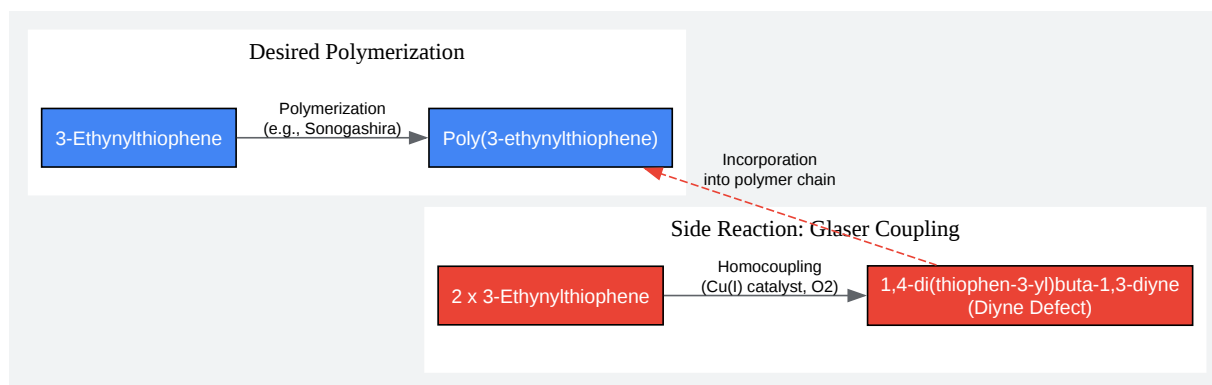 Desired Polymerization
3-Ethynylthiophene
Polymerization
(e.g., Sonogashira)
Poly(3-ethynylthiophene)
Incorporation
into polymer chain
Side Reaction: Glaser Coupling
2 x 3-Ethynylthiophene
Homocoupling
(Cu(I) catalyst, O2)
1,4-di(thiophen-3-yl)buta-1,3-diyne
(Diyne Defect)